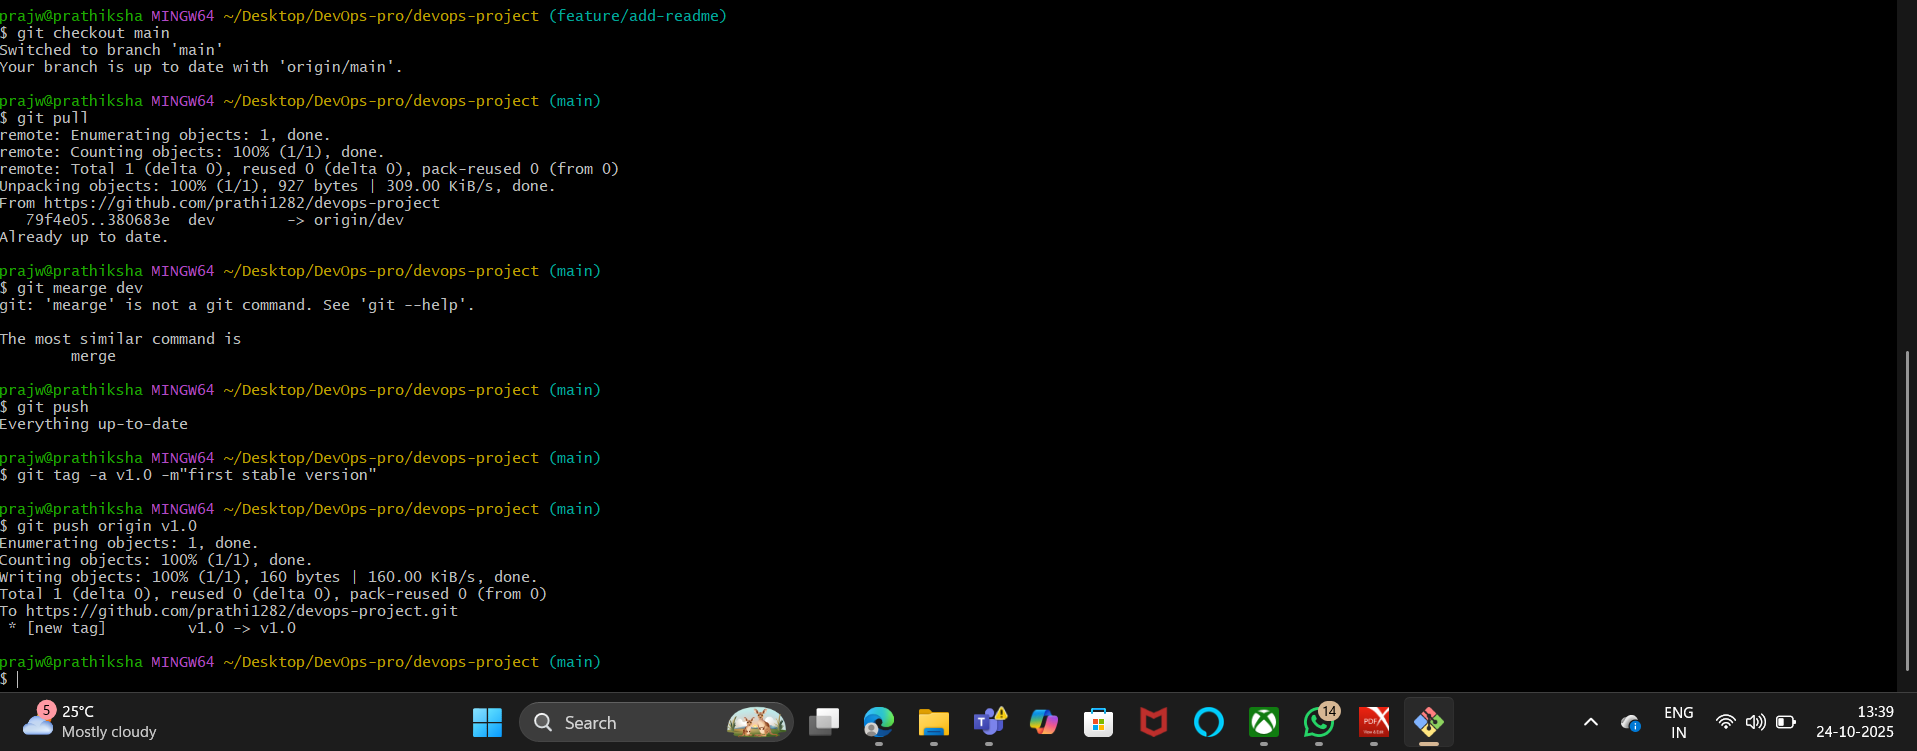 prajw@prathiksha MINGW64 ~/Desktop/DevOps-pro/devops-project (feature/add-readme)
$ git checkout main
Switched to branch 'main'
Your branch is up to date with 'origin/main'.
prajw@prathiksha MINGW64 ~/Desktop/DevOps-pro/devops-project (main)
$ git pull
remote: Enumerating objects: 1, done.
remote: Counting objects: 100% (1/1), done.
remote: Total 1 (delta 0), reused 0 (delta 0), pack-reused 0 (from 0)
Unpacking objects: 100% (1/1), 927 bytes | 309.00 KiB/s, done.
From https://github.com/prathi1282/devops-project
   79f4e05..380683e  dev        -> origin/dev
Already up to date.
prajw@prathiksha MINGW64 ~/Desktop/DevOps-pro/devops-project (main)
$ git mearge dev
git: 'mearge' is not a git command. See 'git --help'.
The most similar command is
        merge
prajw@prathiksha MINGW64 ~/Desktop/DevOps-pro/devops-project (main)
$ git push
Everything up-to-date
prajw@prathiksha MINGW64 ~/Desktop/DevOps-pro/devops-project (main)
$ git tag -a v1.0 -m"first stable version"
prajw@prathiksha MINGW64 ~/Desktop/DevOps-pro/devops-project (main)
$ git push origin v1.0
Enumerating objects: 1, done.
Counting objects: 100% (1/1), done.
Writing objects: 100% (1/1), 160 bytes | 160.00 KiB/s, done.
Total 1 (delta 0), reused 0 (delta 0), pack-reused 0 (from 0)
To https://github.com/prathi1282/devops-project.git
 * [new tag]         v1.0 -> v1.0
prajw@prathiksha MINGW64 ~/Desktop/DevOps-pro/devops-project (main)
$
5
25°C
Mostly cloudy
Search
T
14
PDF X
ENG
IN
13:39
24-10-2025